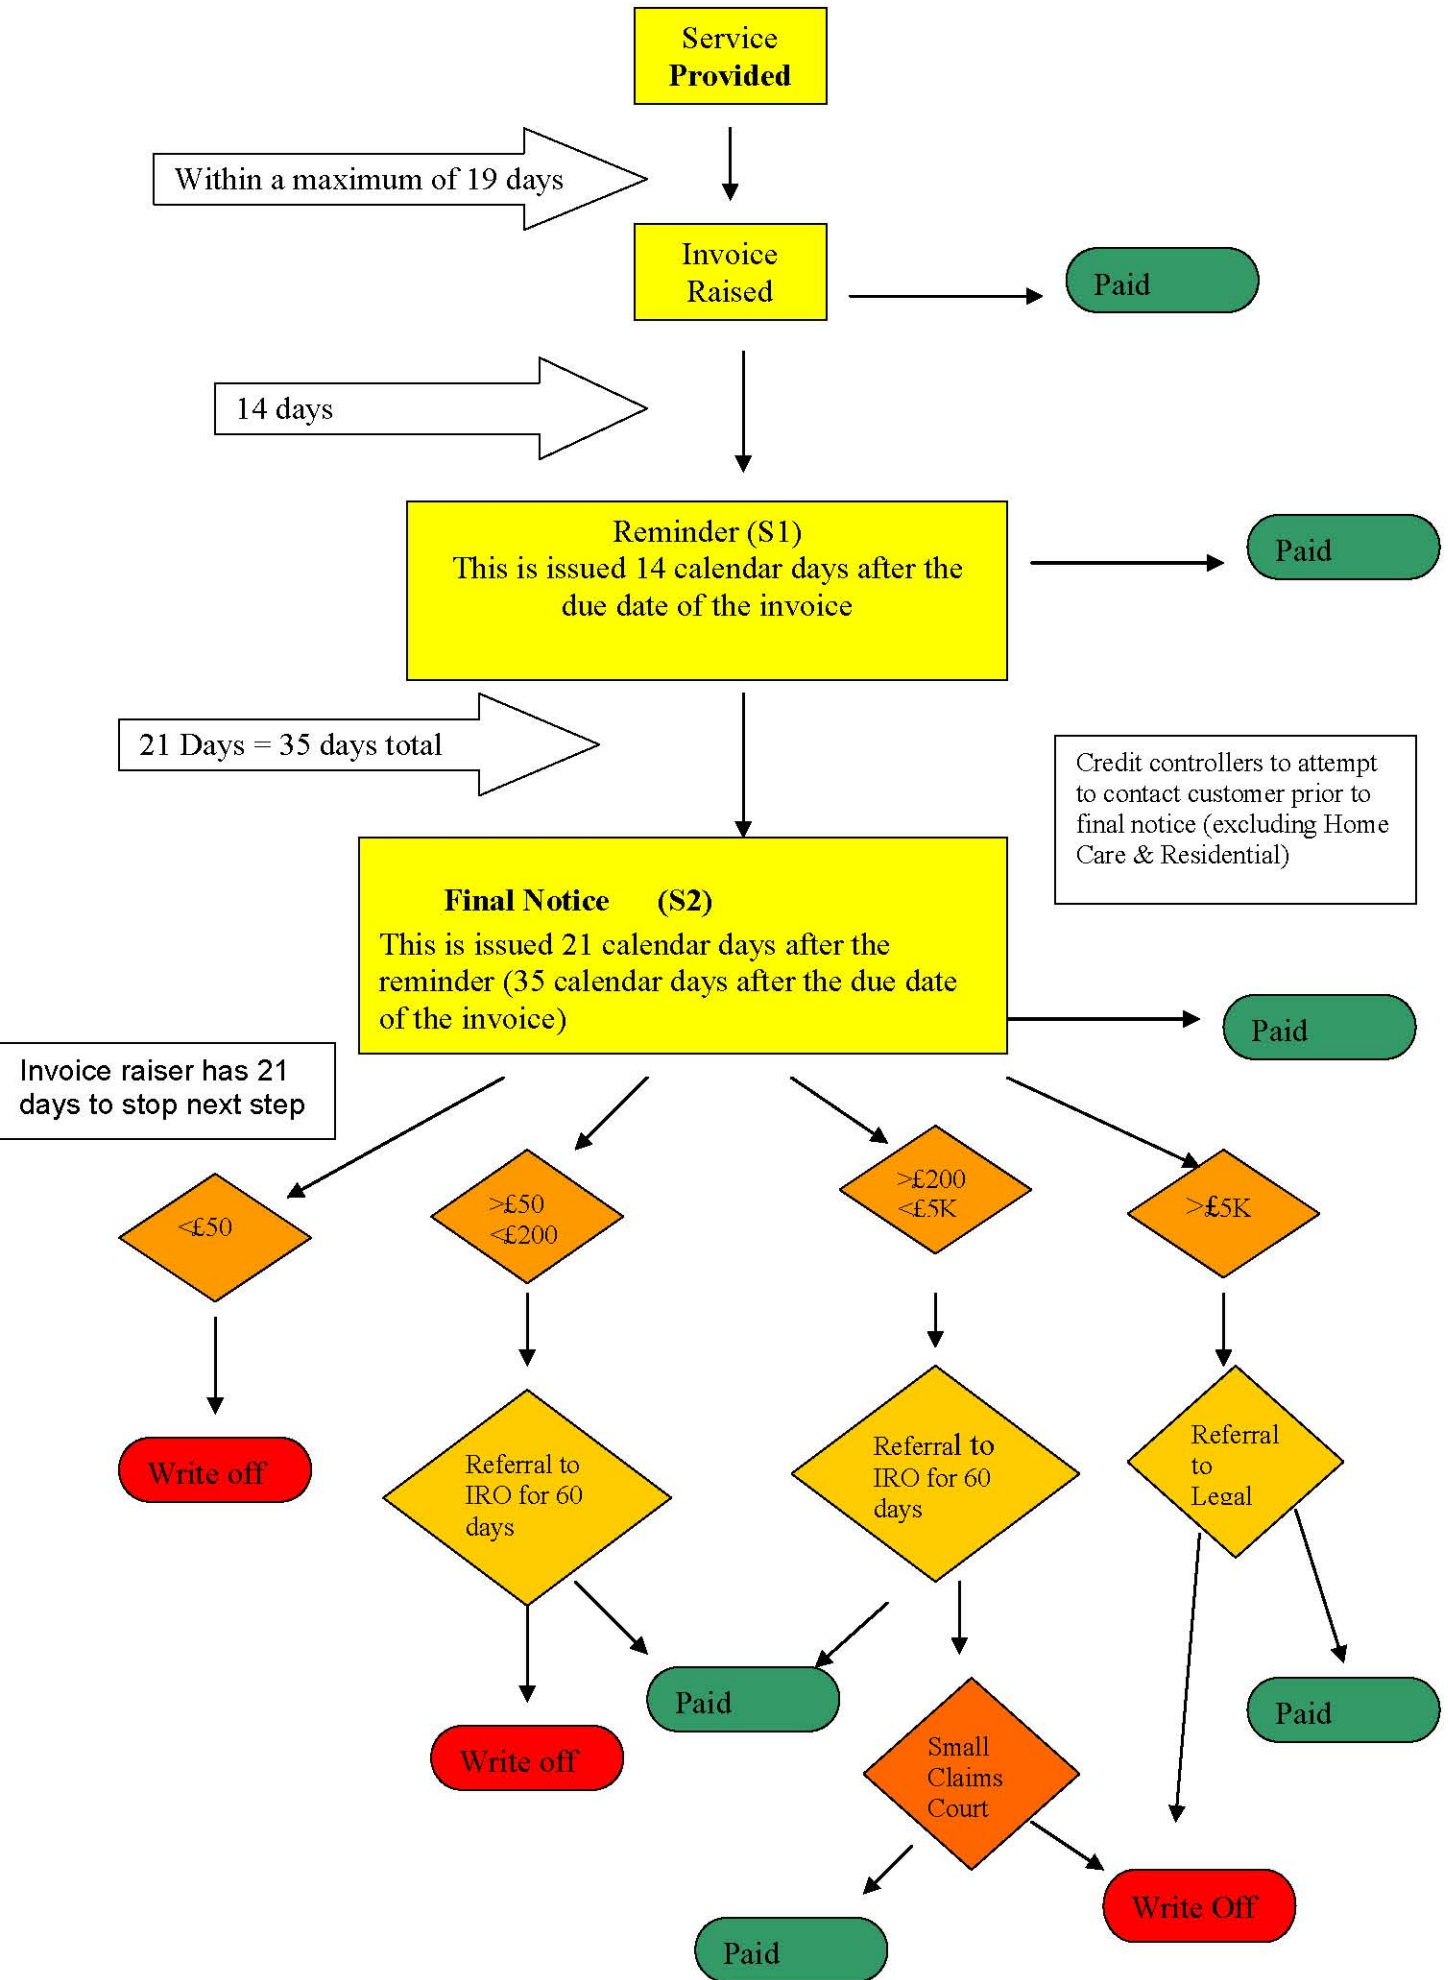 Service
Provided
Within a maximum of 19 days
Invoice
Raised
Paid
14 days
Reminder (S1)
This is issued 14 calendar days after the
due date of the invoice
Paid
21 Days = 35 days total
Credit controllers to attempt
to contact customer prior to
final notice (excluding Home
Care & Residential)
Final Notice (S2)
This is issued 21 calendar days after the
reminder (35 calendar days after the due date
of the invoice)
Paid
Invoice raiser has 21
days to stop next step
<£50
>£50
<£200
>£200
<£5K
>£5K
Write off
Referral to
IRO for 60
days
Referral to
IRO for 60
days
Referral
to
Legal
Paid
Write off
Paid
Small
Claims
Court
Write Off
Paid